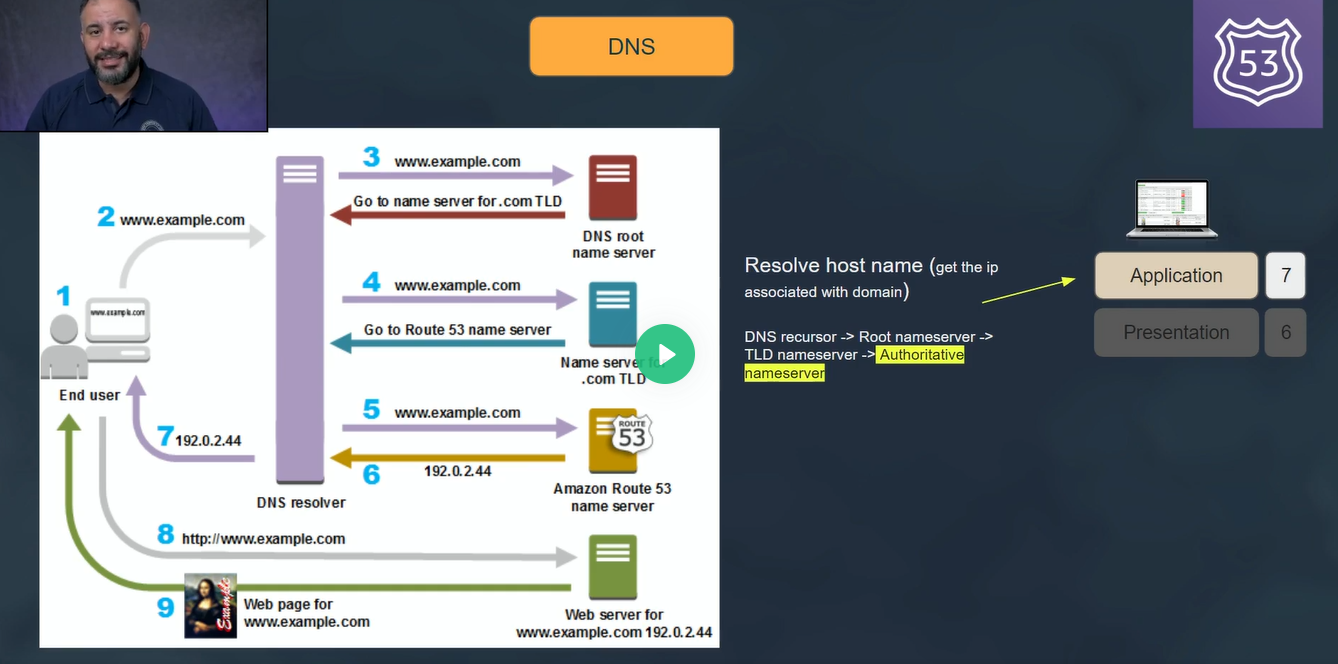 DNS
53
3
www.example.com
Go to name server for .com TLD
DNS root
name server
2 www.example.com
1
www.example.com
End user
4
www.example.com
Go to Route 53 name server
.com TLD
5
www.example.com
ROUTE
53
6
192.0.2.44
Amazon Route 53
name server
7 192.0.2.44
DNS resolver
8 http://www.example.com
9
Example
Web page for
www.example.com
Web server for
www.example.com 192.0.2.44
Resolve host name (get the ip
associated with domain)
DNS recursor -> Root nameserver ->
TLD nameserver -> Authoritative
nameserver
Application
7
Presentation
6
Name server for